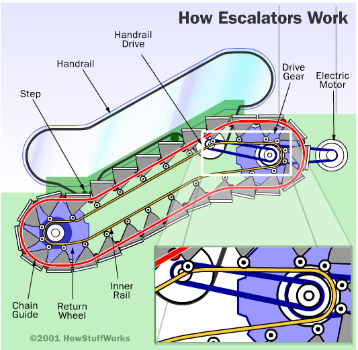 How Escalators Work
Handrail
Drive
Handrail
Drive
Gear
Electric
Motor
Step
Inner
Rail
Chain
Guide
Return
Wheel
©2001 HowStuffWorks